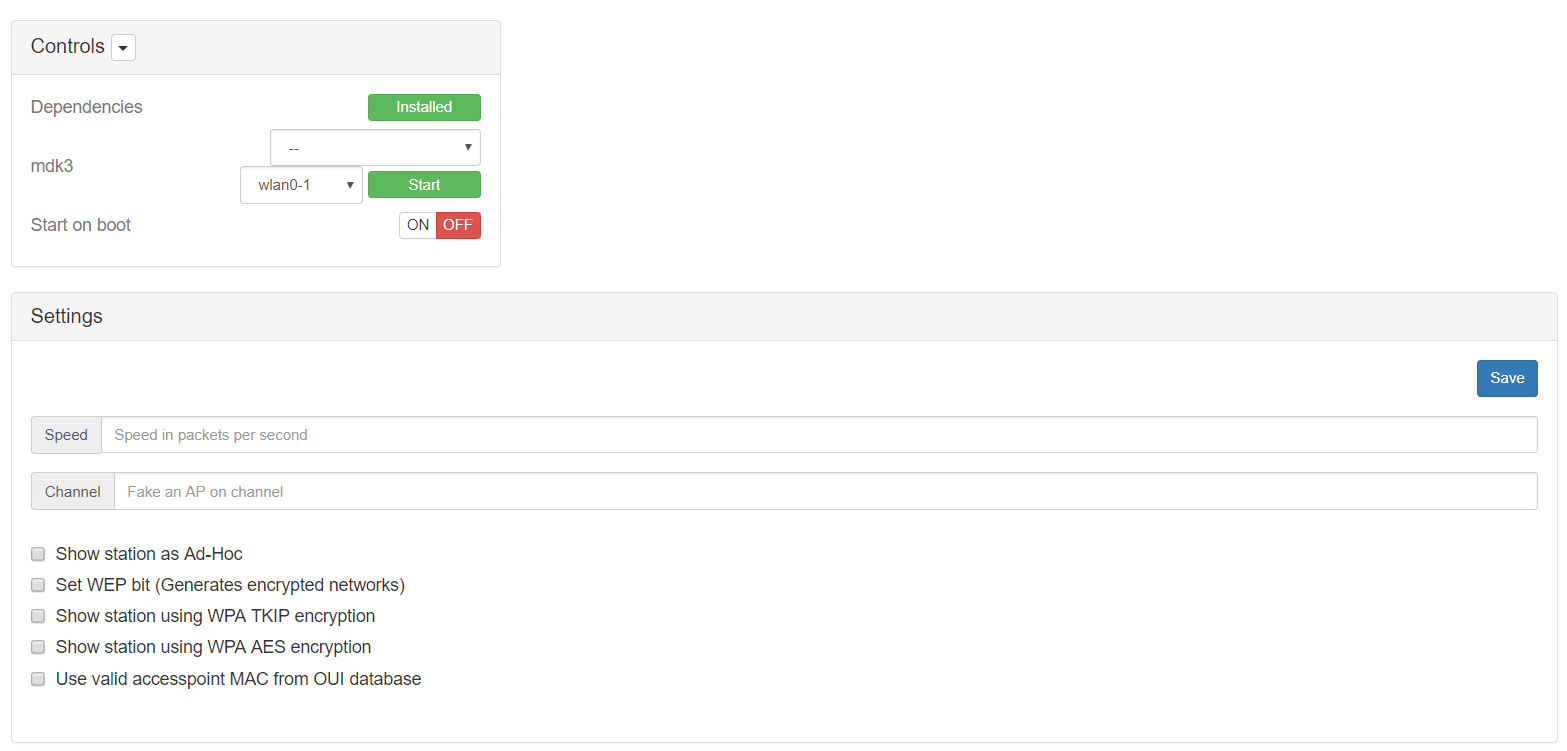 Controls
Dependencies Installed
--
mdk3
wlan0-1 Start
Start on boot ON OFF
Settings
Save
Speed Speed in packets per second
Channel Fake an AP on channel
Show station as Ad-Hoc
Set WEP bit (Generates encrypted networks)
Show station using WPA TKIP encryption
Show station using WPA AES encryption
Use valid accesspoint MAC from OUI database